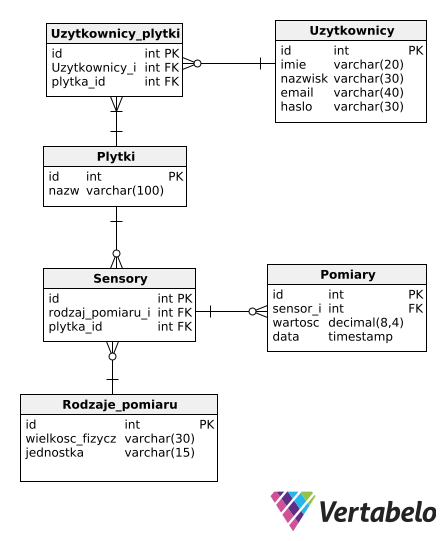 Uzytkownicy_plytki
id int PK
Uzytkownicy_i int FK
plytka_id int FK
Uzytkownicy
id int PK
imie varchar(20)
nazwisk varchar(30)
email varchar(40)
haslo varchar(30)
Plytki
id int PK
nazw varchar(100)
Sensory
id int PK
rodzaj_pomiaru_i int FK
plytka_id int FK
Pomiary
id int PK
sensor_i int FK
wartosc decimal(8,4)
data timestamp
Rodzaje_pomiaru
id int PK
wielkosc_fizycz varchar(30)
jednostka varchar(15)
Vertabelo